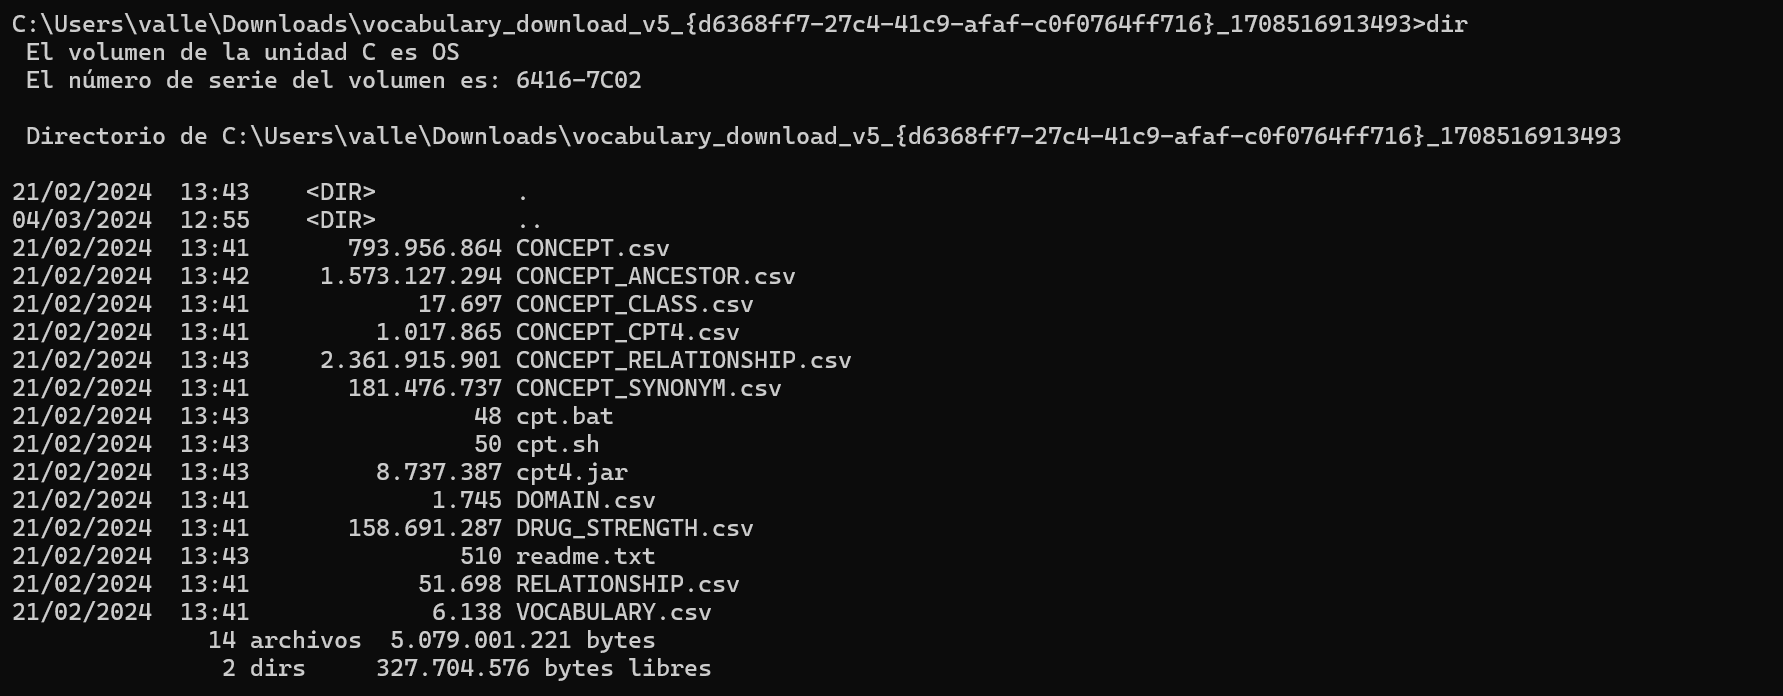 C:\Users\valle\Downloads\vocabulary_download_v5_{d6368ff7-27c4-41c9-afaf-c0f0764ff716}_1708516913493>dir
 El volumen de la unidad C es OS
 El número de serie del volumen es: 6416-7C02

 Directorio de C:\Users\valle\Downloads\vocabulary_download_v5_{d6368ff7-27c4-41c9-afaf-c0f0764ff716}_1708516913493

21/02/2024  13:43    <DIR>          .
04/03/2024  12:55    <DIR>          ..
21/02/2024  13:41       793.956.864 CONCEPT.csv
21/02/2024  13:42     1.573.127.294 CONCEPT_ANCESTOR.csv
21/02/2024  13:41            17.697 CONCEPT_CLASS.csv
21/02/2024  13:41         1.017.865 CONCEPT_CPT4.csv
21/02/2024  13:43     2.361.915.901 CONCEPT_RELATIONSHIP.csv
21/02/2024  13:41       181.476.737 CONCEPT_SYNONYM.csv
21/02/2024  13:43                48 cpt.bat
21/02/2024  13:43                50 cpt.sh
21/02/2024  13:43         8.737.387 cpt4.jar
21/02/2024  13:41             1.745 DOMAIN.csv
21/02/2024  13:41       158.691.287 DRUG_STRENGTH.csv
21/02/2024  13:43               510 readme.txt
21/02/2024  13:41            51.698 RELATIONSHIP.csv
21/02/2024  13:41             6.138 VOCABULARY.csv
              14 archivos  5.079.001.221 bytes
               2 dirs     327.704.576 bytes libres